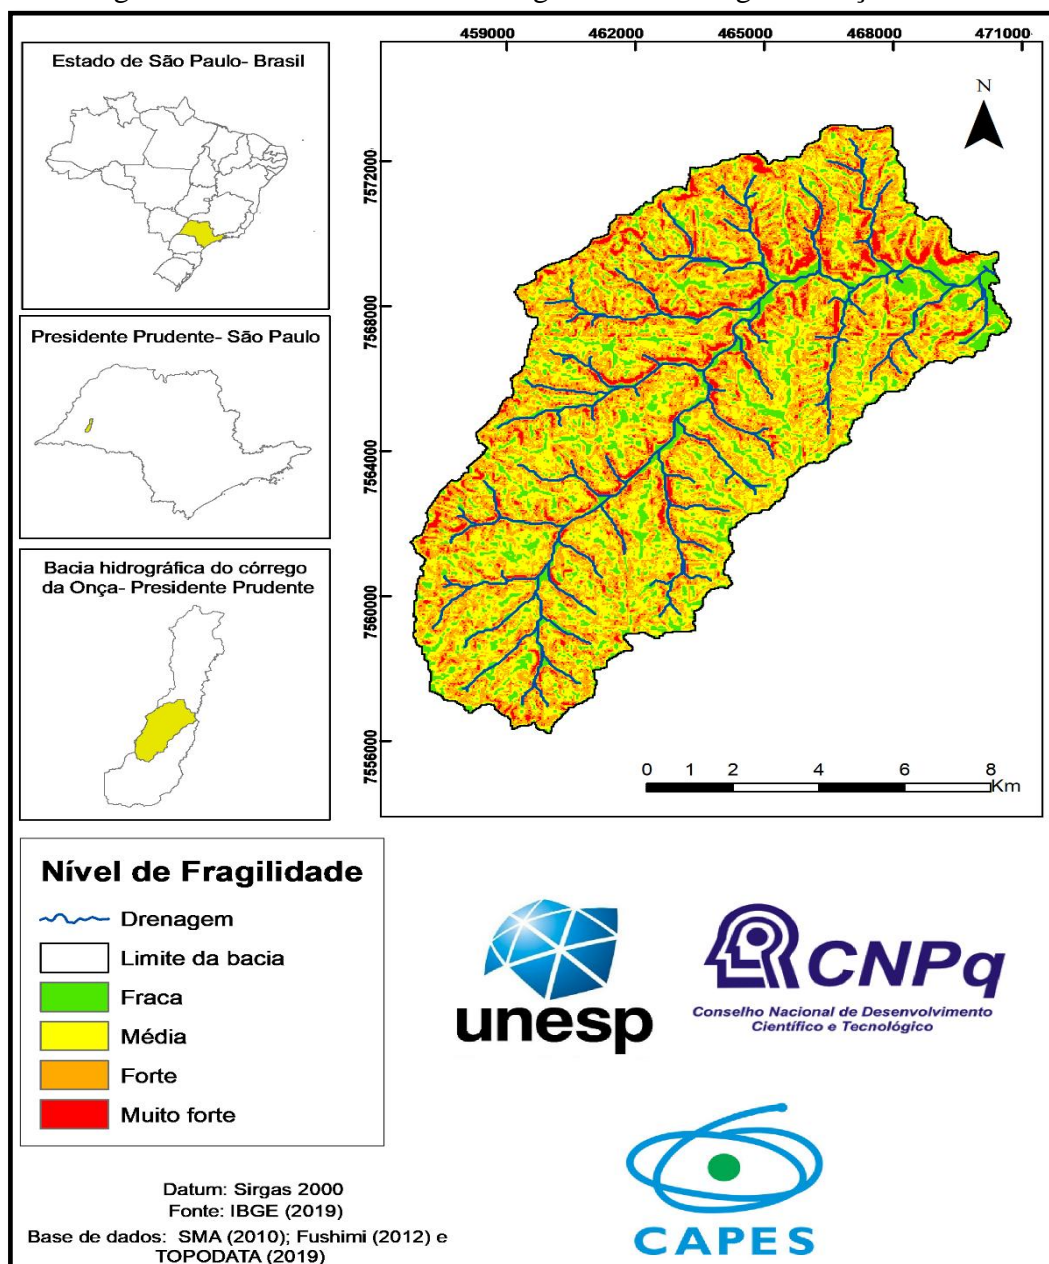 Estado de São Paulo- Brasil
Presidente Prudente- São Paulo
Bacia hidrográfica do córrego
da Onça- Presidente Prudente
459000 462000 465000 468000 471000
N
7572000
7568000
7564000
7560000
7556000
0 1 2 4 6 8
Km
Nível de Fragilidade
Drenagem
Limite da bacia
Fraca
Média
Forte
Muito forte
Datum: Sirgas 2000
Fonte: IBGE (2019)
Base de dados: SMA (2010); Fushimi (2012) e
TOPODATA (2019)
unesp
CNPq
Conselho Nacional de Desenvolvimento
Científico e Tecnológico
CAPES